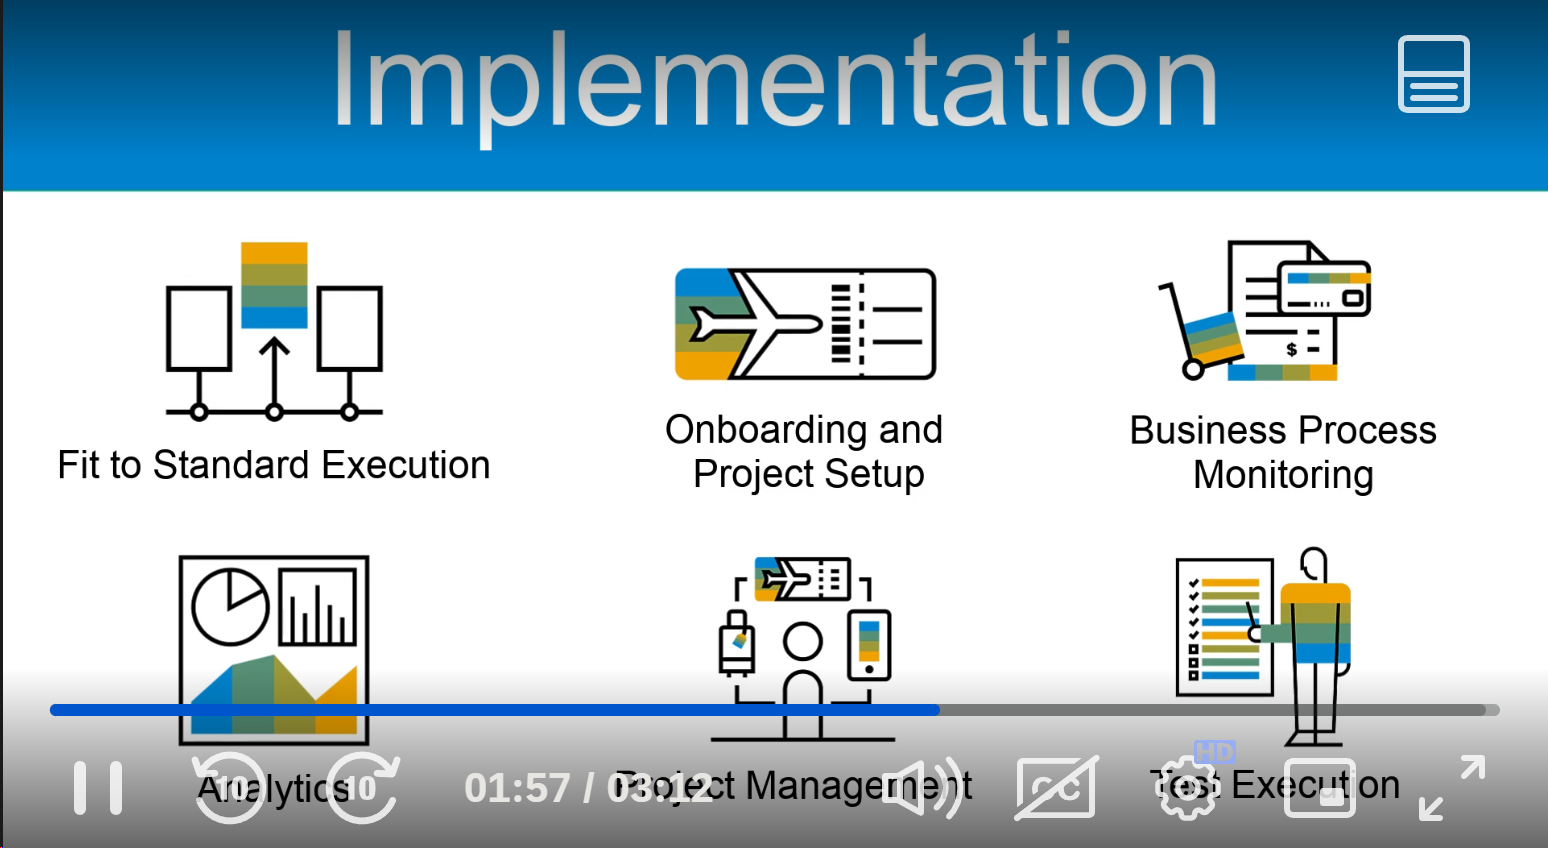 Implementation
Fit to Standard Execution
Onboarding and
Project Setup
Business Process
Monitoring
$
Analytics
Project Management
Test Execution
10
10
01:57 / 03:12
CC
HD